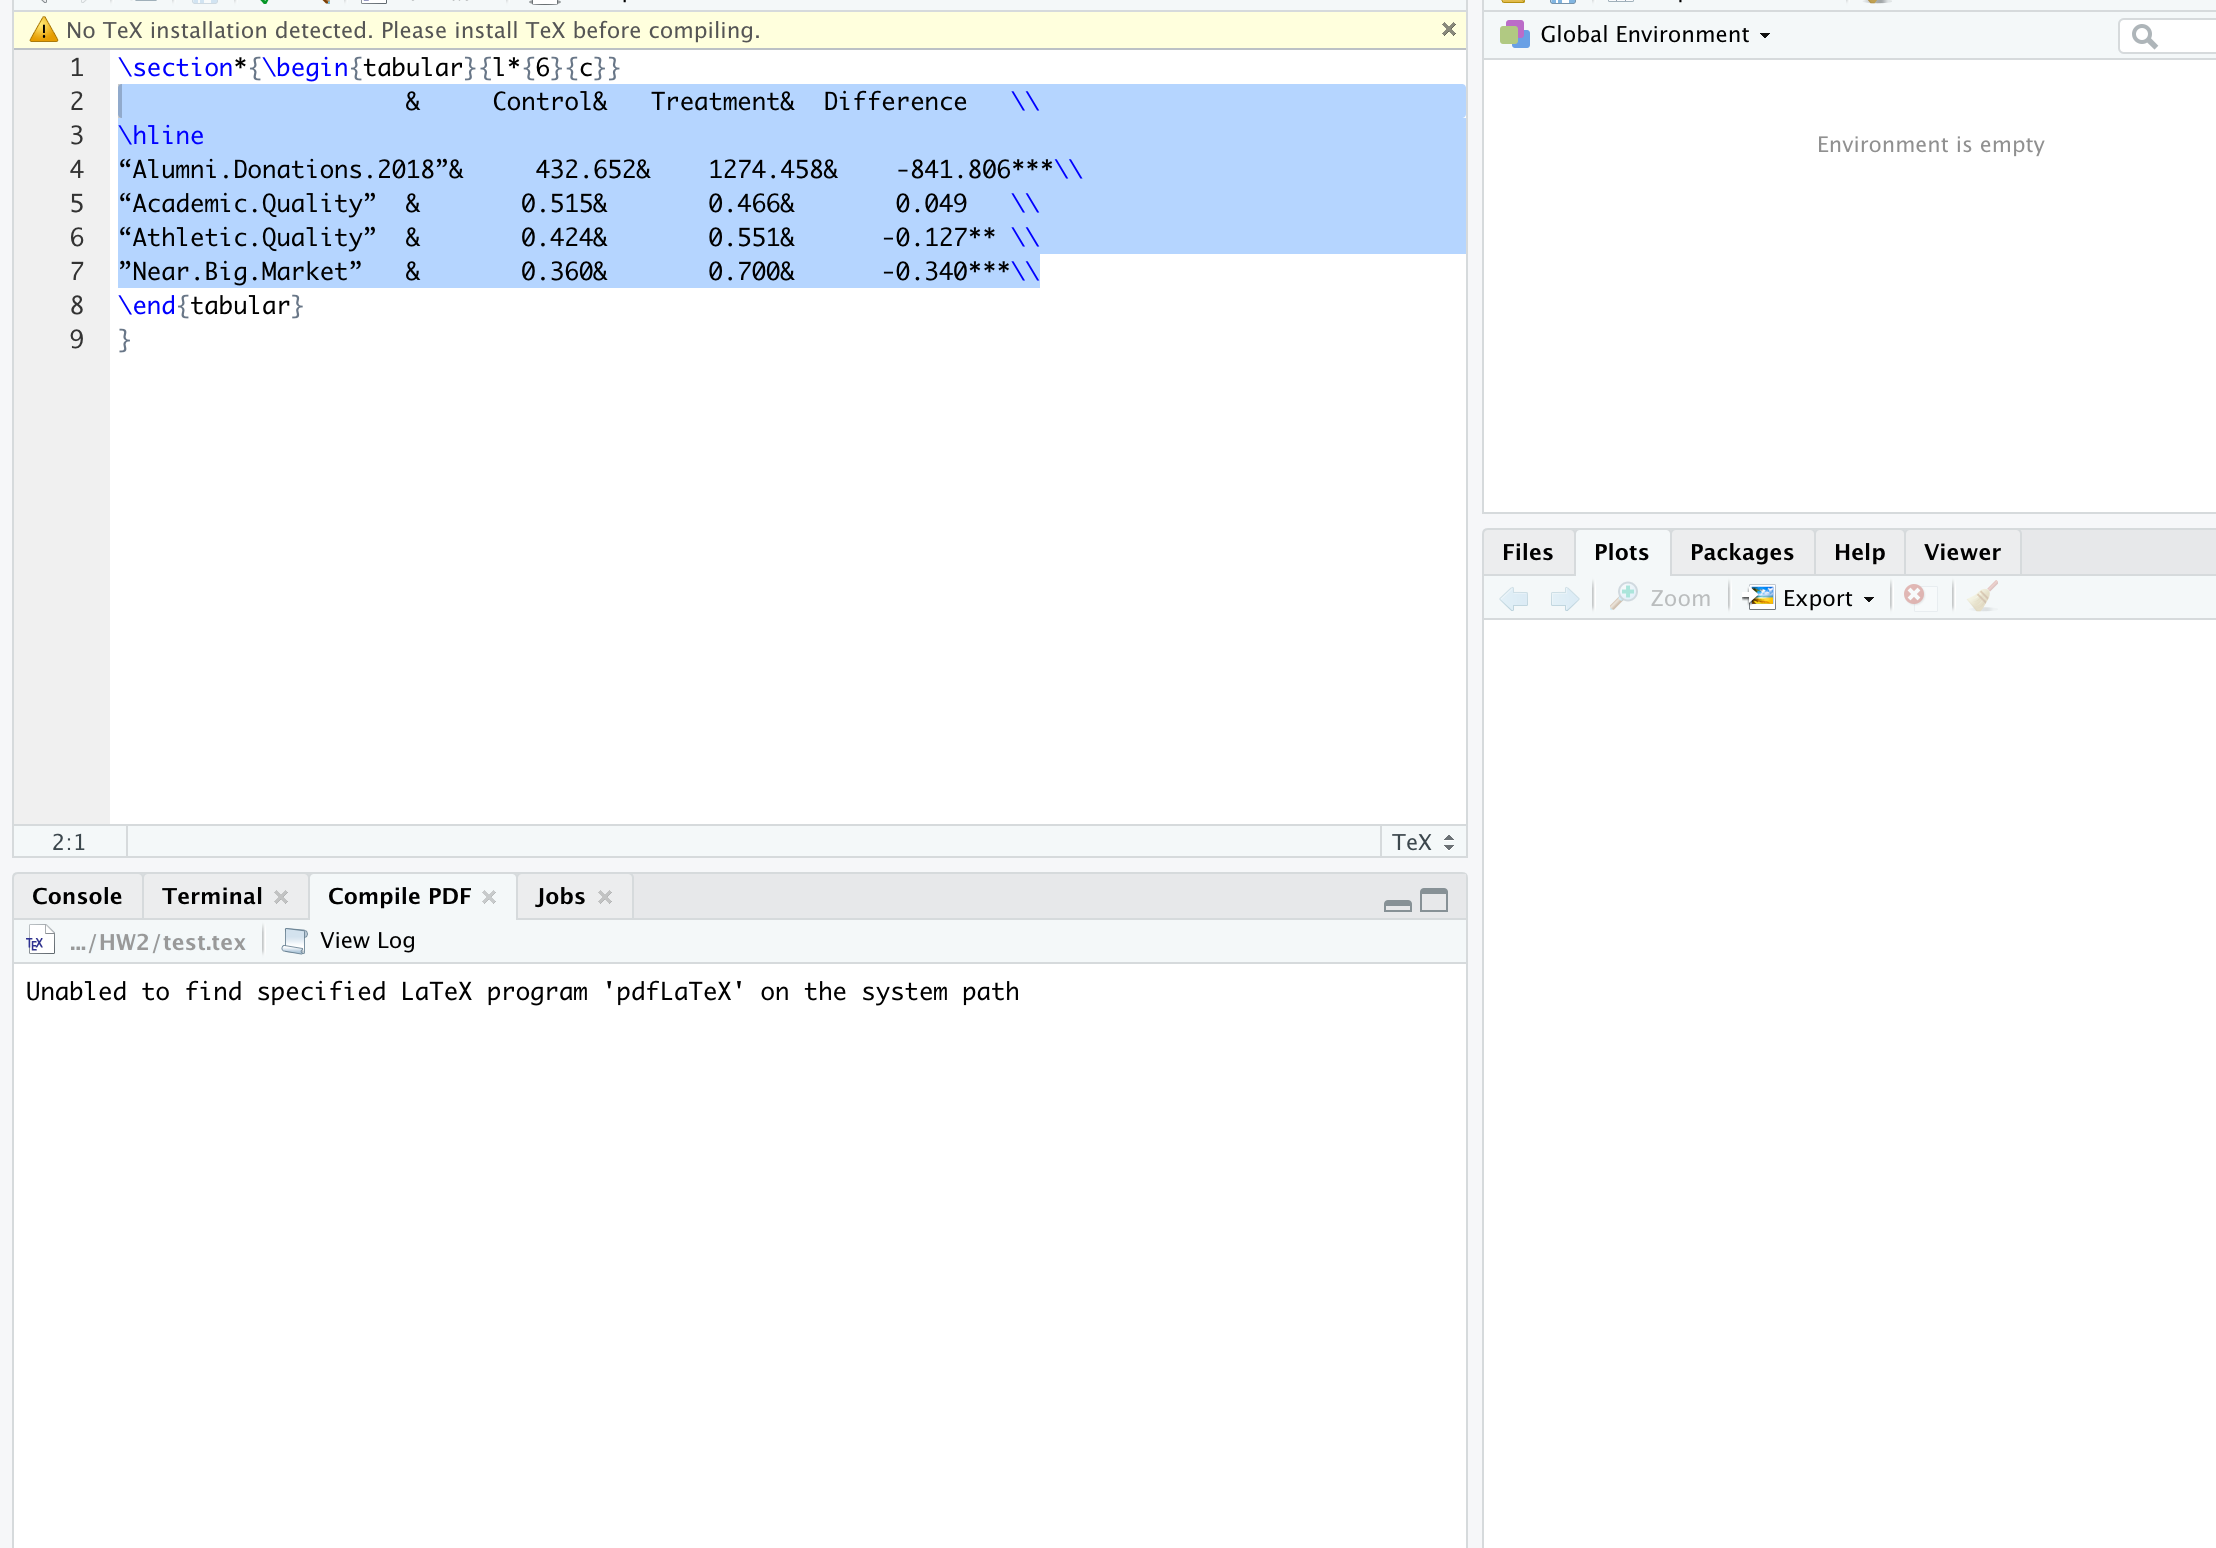 No TeX installation detected. Please install TeX before compiling.
1 \section*{\begin{tabular}{l*{6}{c}}
2 & Control& Treatment& Difference \\
3 \hline
4 “Alumni.Donations.2018”& 432.652& 1274.458& -841.806***\\
5 “Academic.Quality” & 0.515& 0.466& 0.049 \\
6 “Athletic.Quality” & 0.424& 0.551& -0.127** \\
7 ”Near.Big.Market” & 0.360& 0.700& -0.340***\\
8 \end{tabular}
9 }
2:1 TeX
Console Terminal Compile PDF Jobs
TEX .../HW2/test.tex View Log
Unabled to find specified LaTeX program 'pdfLaTeX' on the system path
Global Environment
Environment is empty
Files Plots Packages Help Viewer
Zoom Export